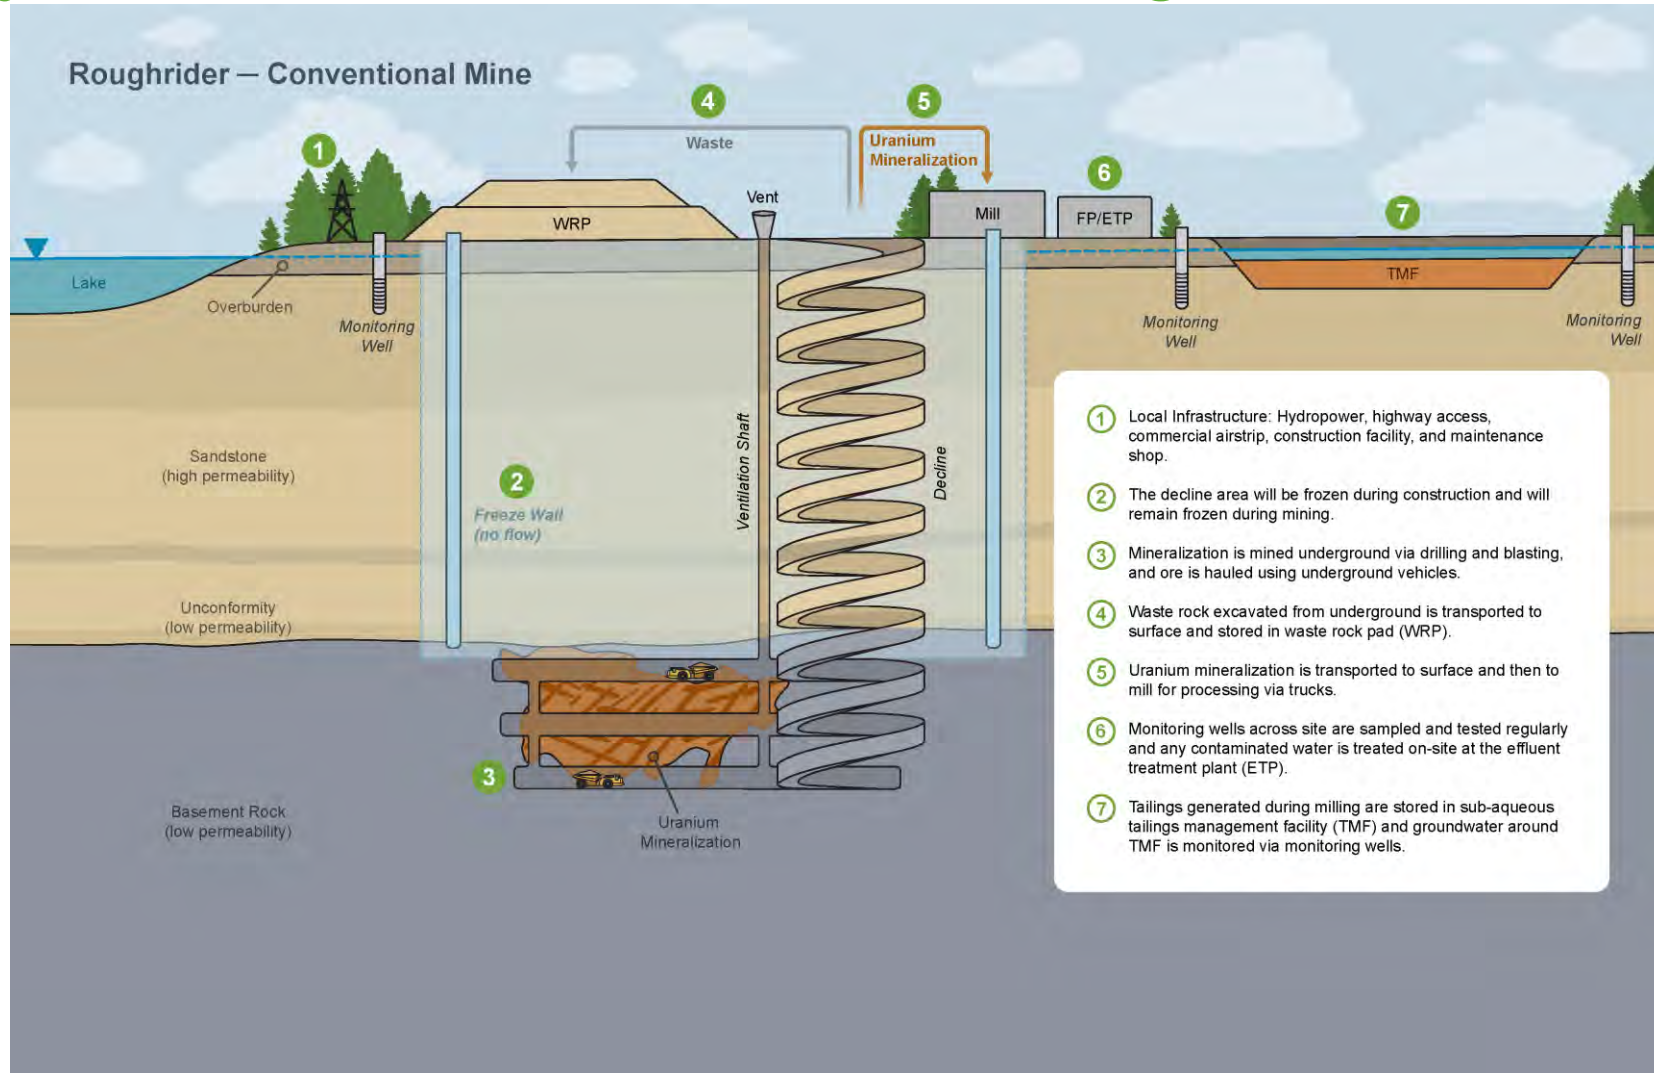 Roughrider — Conventional Mine
4
5
Waste
Uranium
Mineralization
1
6
Vent
7
WRP
Mill
FP/ETP
Lake
Overburden
TMF
Monitoring
Well
Monitoring
Well
Monitoring
Well
Sandstone
(high permeability)
2
Freeze Wall
(no flow)
Ventilation Shaft
Decline
Unconformity
(low permeability)
3
Uranium
Mineralization
Basement Rock
(low permeability)
1 Local Infrastructure: Hydropower, highway access,
commercial airstrip, construction facility, and maintenance
shop.
2 The decline area will be frozen during construction and will
remain frozen during mining.
3 Mineralization is mined underground via drilling and blasting,
and ore is hauled using underground vehicles.
4 Waste rock excavated from underground is transported to
surface and stored in waste rock pad (WRP).
5 Uranium mineralization is transported to surface and then to
mill for processing via trucks.
6 Monitoring wells across site are sampled and tested regularly
and any contaminated water is treated on-site at the effluent
treatment plant (ETP).
7 Tailings generated during milling are stored in sub-aqueous
tailings management facility (TMF) and groundwater around
TMF is monitored via monitoring wells.